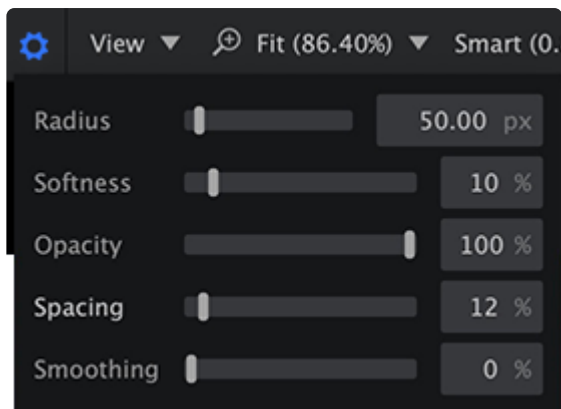 View Fit (86.40%) Smart (0.
Radius 50.00 px
Softness 10 %
Opacity 100 %
Spacing 12 %
Smoothing 0 %